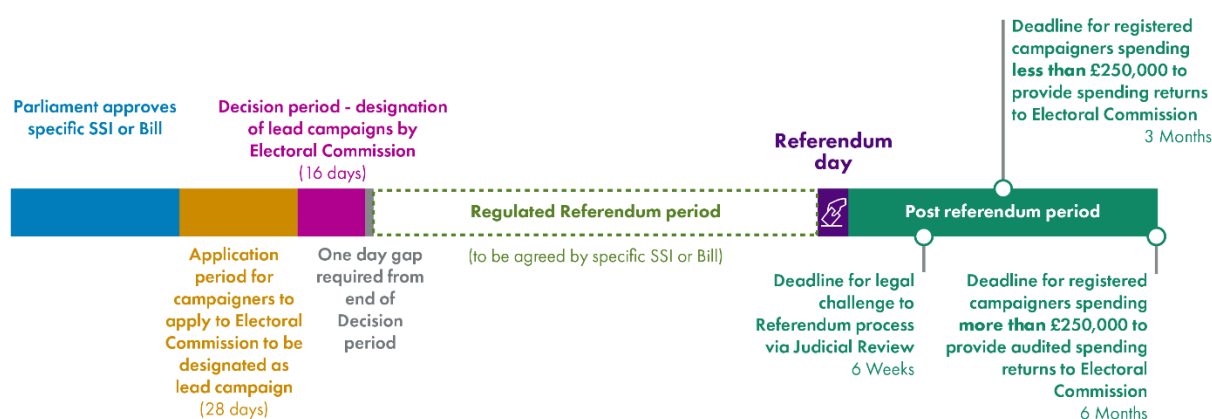 Parliament approves
specific SSI or Bill
Decision period - designation
of lead campaigns by
Electoral Commission
(16 days)
Referendum
day
Deadline for registered
campaigners spending
less than £250,000 to
provide spending returns
to Electoral Commission
3 Months
Regulated Referendum period
Post referendum period
Application
period for
campaigners to
apply to Electoral
Commission to be
designated as
lead campaign
(28 days)
One day gap
required from
end of
Decision
period
(to be agreed by specific SSI or Bill)
Deadline for legal
challenge to
Referendum process
via Judicial Review
6 Weeks
Deadline for registered
campaigners spending
more than £250,000 to
provide audited spending
returns to Electoral
Commission
6 Months